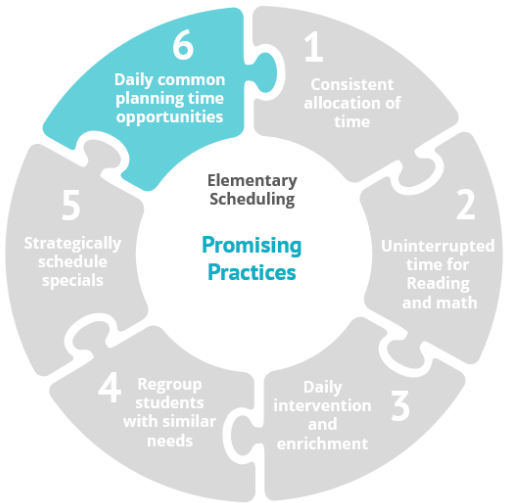 Elementary
Scheduling
Promising
Practices
1
Consistent
allocation of
time
2
Uninterrupted
time for
Reading
and math
3
Daily
intervention
and
enrichment
4
Regroup
students
with similar
needs
5
Strategically
schedule
specials
6
Daily common
planning time
opportunities